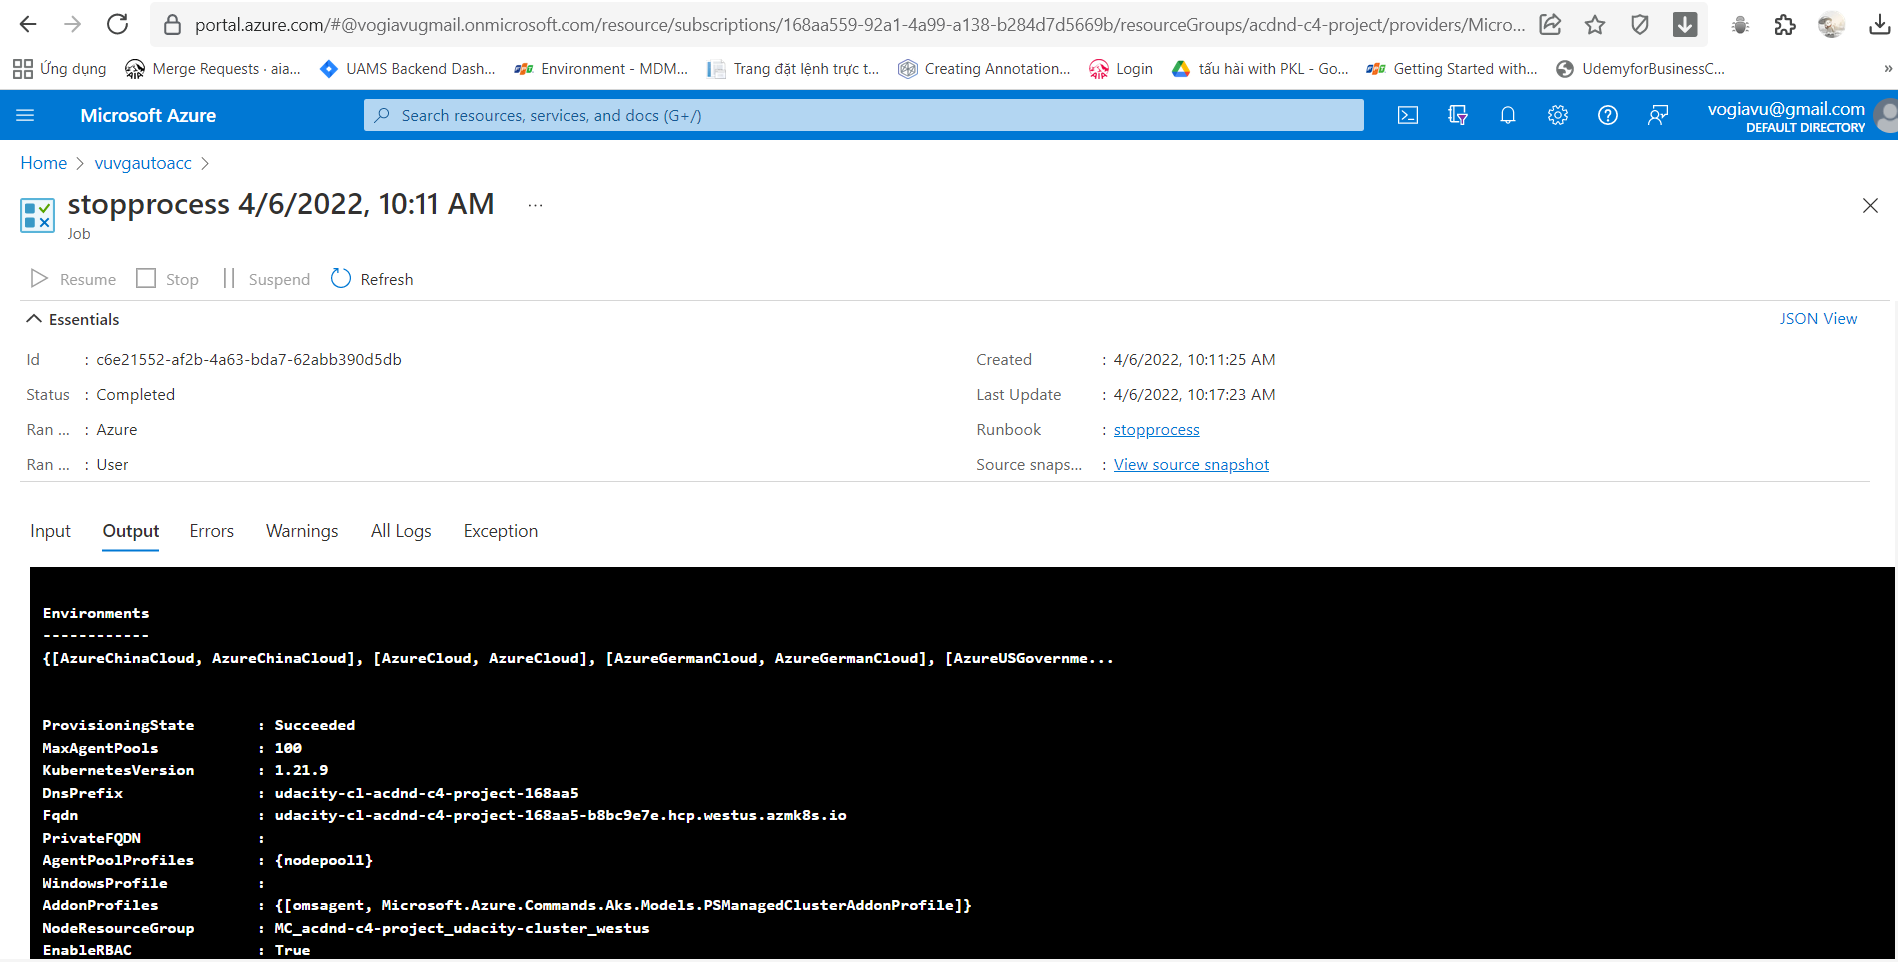 portal.azure.com/#@vogiavugmail.onmicrosoft.com/resource/subscriptions/168aa559-92a1-4a99-a138-b284d7d5669b/resourceGroups/acdnd-c4-project/providers/Micro...
Ứng dụng Merge Requests · aia... UAMS Backend Dash... Environment - MDM... Trang đặt lệnh trực t... Creating Annotation... AIA Login tấu hài with PKL - Go... Getting Started with... UdemyforBusinessC... »
Microsoft Azure Search resources, services, and docs (G+/) vogiavu@gmail.com
DEFAULT DIRECTORY
Home > vuvgautoacc >
stopprocess 4/6/2022, 10:11 AM ...
Job
Resume Stop Suspend Refresh
Essentials JSON View
Id : c6e21552-af2b-4a63-bda7-62abb390d5db Created : 4/6/2022, 10:11:25 AM
Status : Completed Last Update : 4/6/2022, 10:17:23 AM
Ran ... : Azure Runbook : stopprocess
Ran ... : User Source snaps... : View source snapshot
Input Output Errors Warnings All Logs Exception
Environments
------------
{[AzureChinaCloud, AzureChinaCloud], [AzureCloud, AzureCloud], [AzureGermanCloud, AzureGermanCloud], [AzureUSGovernme...
ProvisioningState : Succeeded
MaxAgentPools : 100
KubernetesVersion : 1.21.9
DnsPrefix : udacity-cl-acdnd-c4-project-168aa5
Fqdn : udacity-cl-acdnd-c4-project-168aa5-b8bc9e7e.hcp.westus.azmk8s.io
PrivateFQDN :
AgentPoolProfiles : {nodepool1}
WindowsProfile :
AddonProfiles : {[omsagent, Microsoft.Azure.Commands.Aks.Models.PSManagedClusterAddonProfile]}
NodeResourceGroup : MC_acdnd-c4-project_udacity-cluster_westus
EnableRBAC : True